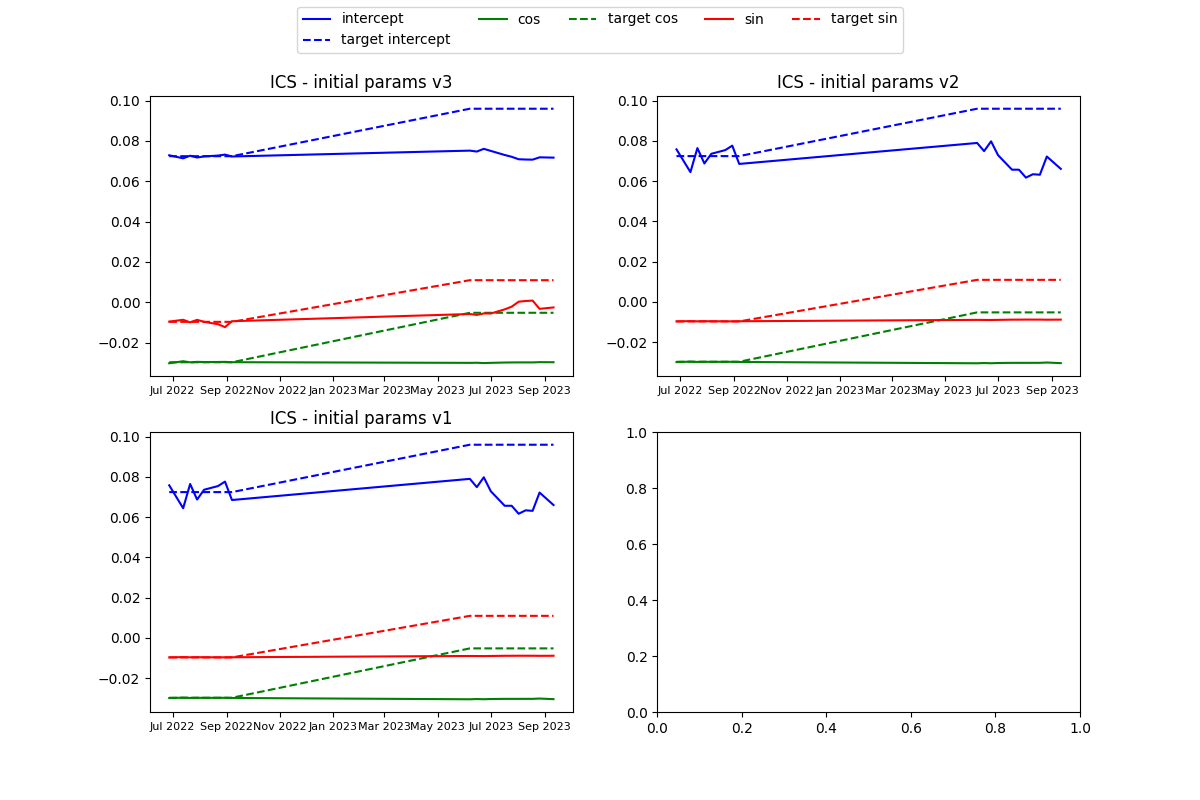 intercept cos target cos sin target sin
target intercept
ICS - initial params v3 ICS - initial params v2
0.10 0.10
0.08 0.08
0.06 0.06
0.04 0.04
0.02 0.02
0.00 0.00
−0.02 −0.02
Jul 2022 Sep 2022 Nov 2022 Jan 2023 Mar 2023 May 2023 Jul 2023 Sep 2023 Jul 2022 Sep 2022 Nov 2022 Jan 2023 Mar 2023 May 2023 Jul 2023 Sep 2023
ICS - initial params v1
0.10 1.0
0.08 0.8
0.06 0.6
0.04
0.02 0.4
0.00 0.2
−0.02
0.0
Jul 2022 Sep 2022 Nov 2022 Jan 2023 Mar 2023 May 2023 Jul 2023 Sep 2023 0.0 0.2 0.4 0.6 0.8 1.0